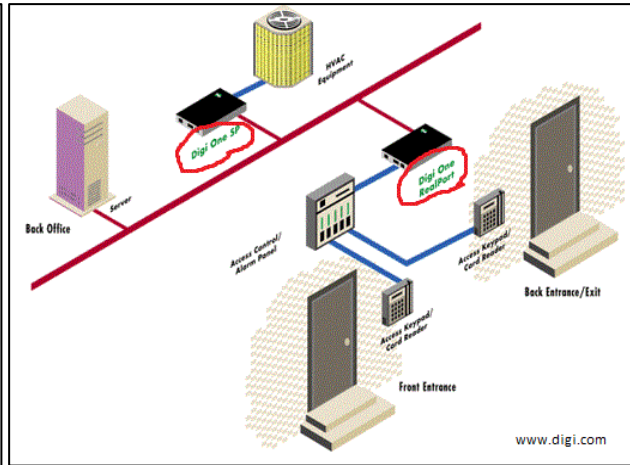 HVAC
Equipment
Digi One SP
Digi One
RealPort
Server
Back Office
Access Control/
Alarm Panel
Access Keypad/
Card Reader
Back Entrance/Exit
Access Keypad/
Card Reader
Front Entrance
www.digi.com